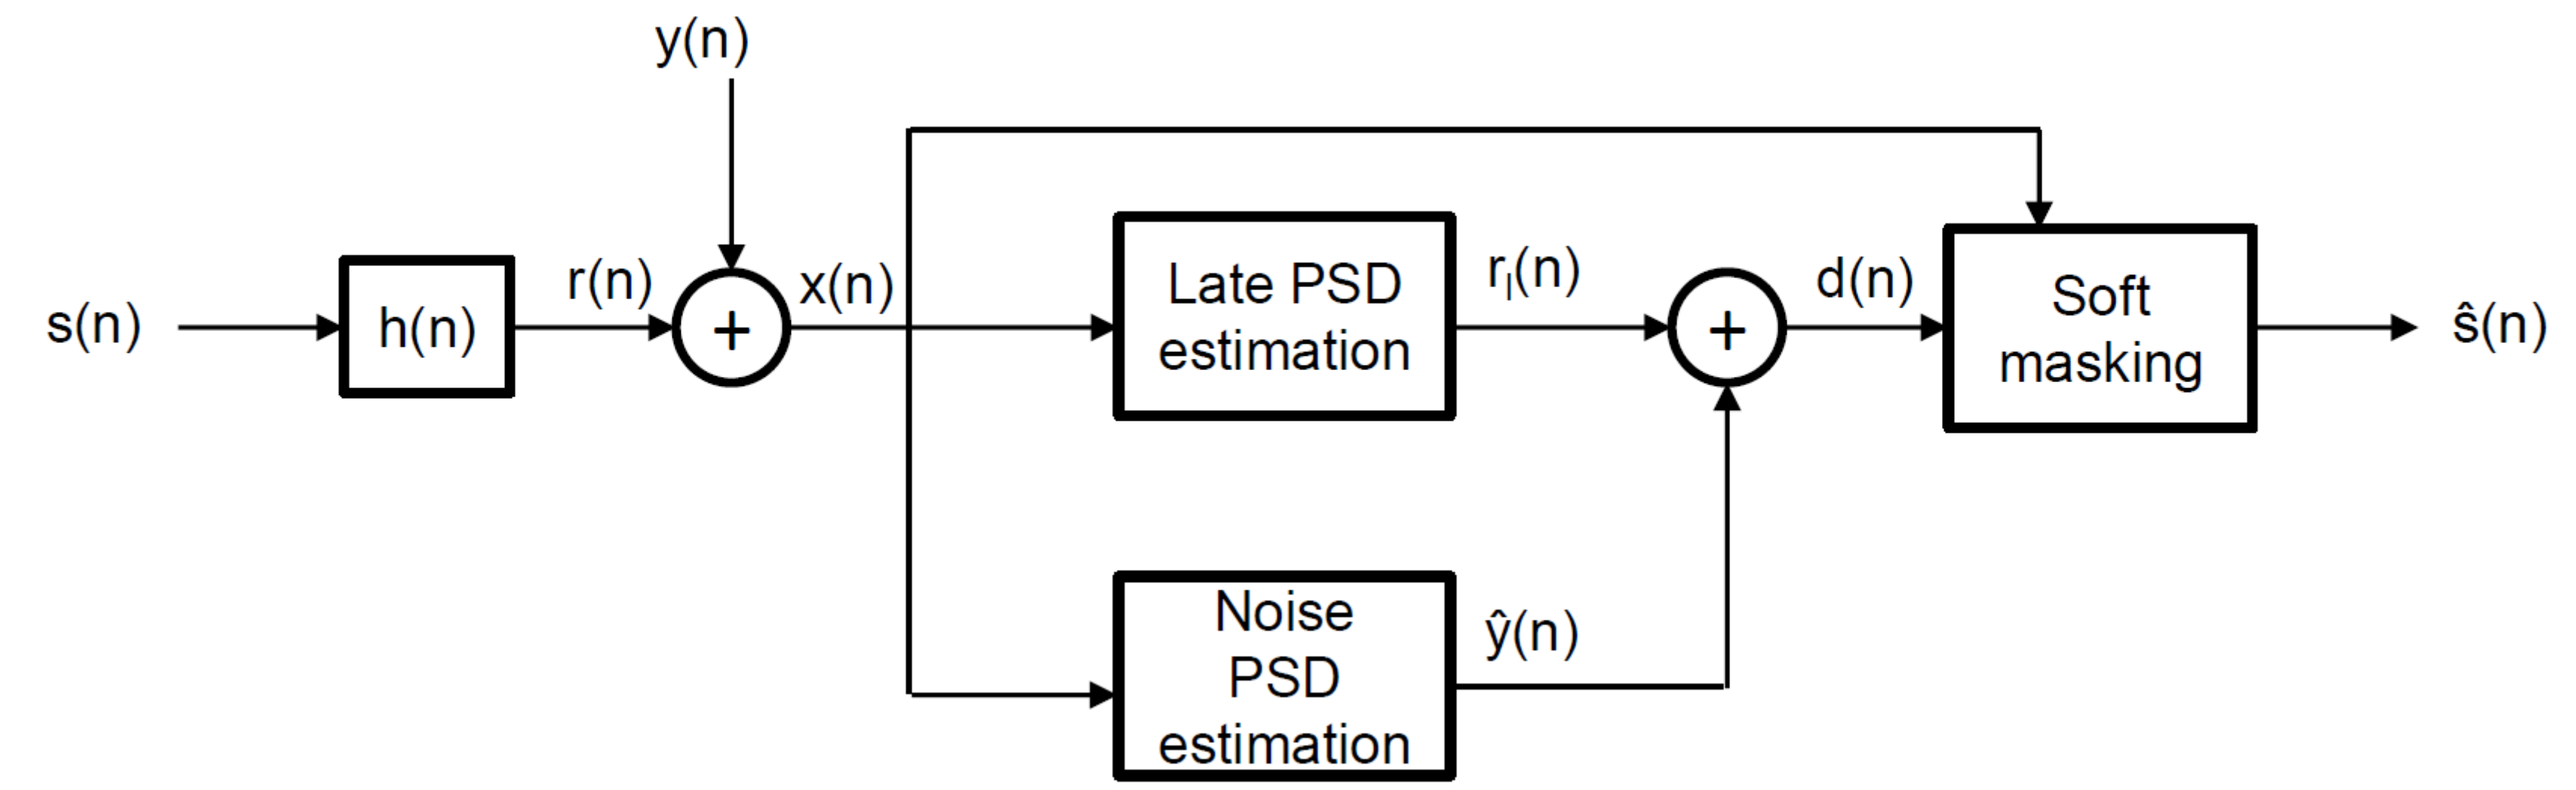 y(n)
s(n)
h(n)
r(n)
+
x(n)
Late PSD
estimation
rₗ(n)
+
d(n)
Soft
masking
ŝ(n)
Noise
PSD
estimation
ŷ(n)